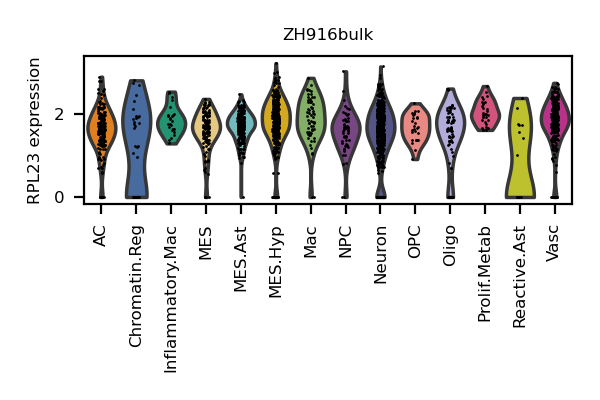 ZH916bulk
RPL23 expression
2
0
AC
Chromatin.Reg
Inflammatory.Mac
MES
MES.Ast
MES.Hyp
Mac
NPC
Neuron
OPC
Oligo
Prolif.Metab
Reactive.Ast
Vasc